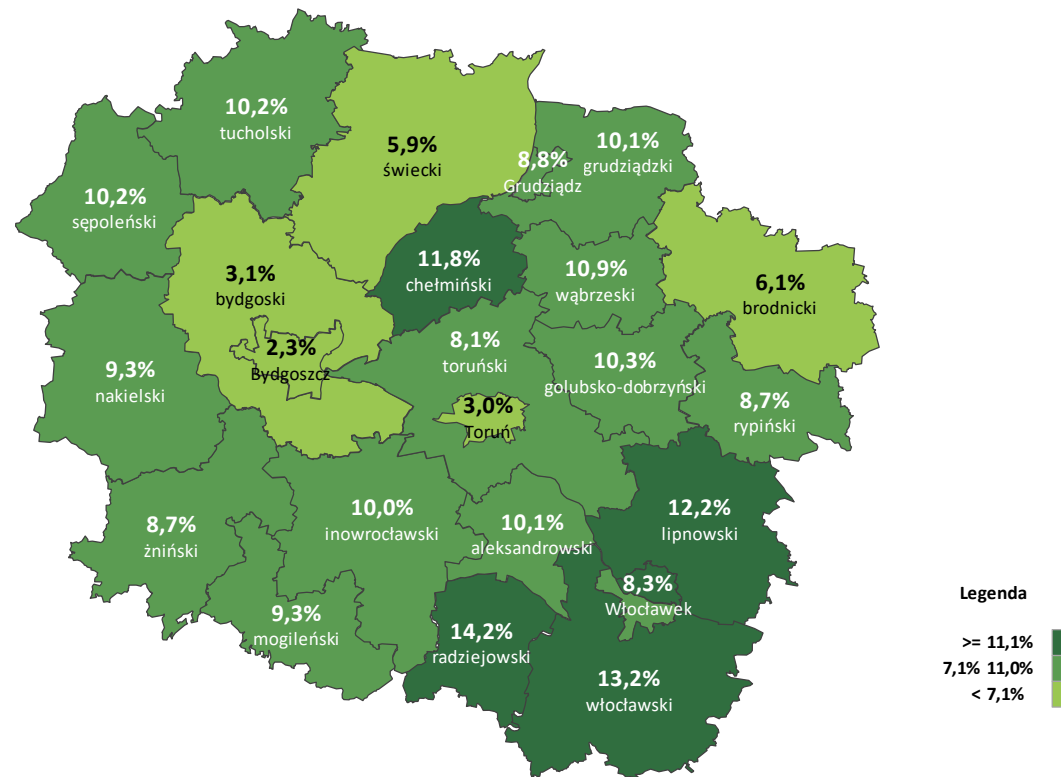 10,2%
tucholski
5,9%
świecki
10,1%
grudziądzki
8,8%
Grudziądz
10,2%
sępoleński
11,8%
chełmiński
10,9%
wąbrzeski
3,1%
bydgoski
6,1%
brodnicki
2,3%
Bydgoszcz
8,1%
toruński
10,3%
golubsko-dobrzyński
9,3%
nakielski
3,0%
Toruń
8,7%
rypiński
8,7%
żniński
10,0%
inowrocławski
10,1%
aleksandrowski
12,2%
lipnowski
8,3%
Włocławek
9,3%
mogileński
14,2%
radziejowski
13,2%
włocławski
Legenda
>= 11,1%
7,1% 11,0%
< 7,1%